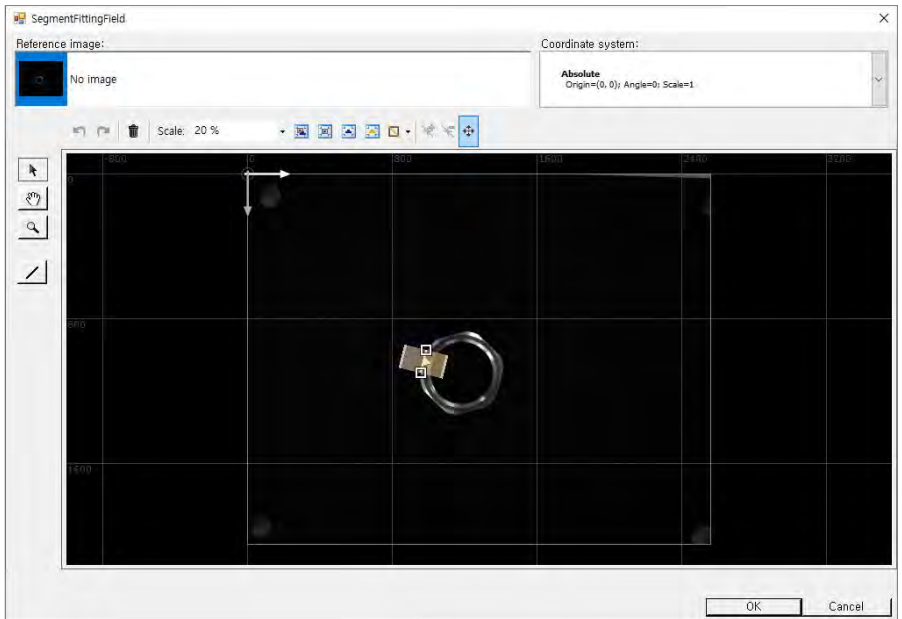 SegmentFittingField
Reference image:
Coordinate system:
No image
Absolute
Origin=(0, 0); Angle=0; Scale=1
Scale: 20 %
-800 0 800 1600 2400 3200
0
800
1600
OK Cancel